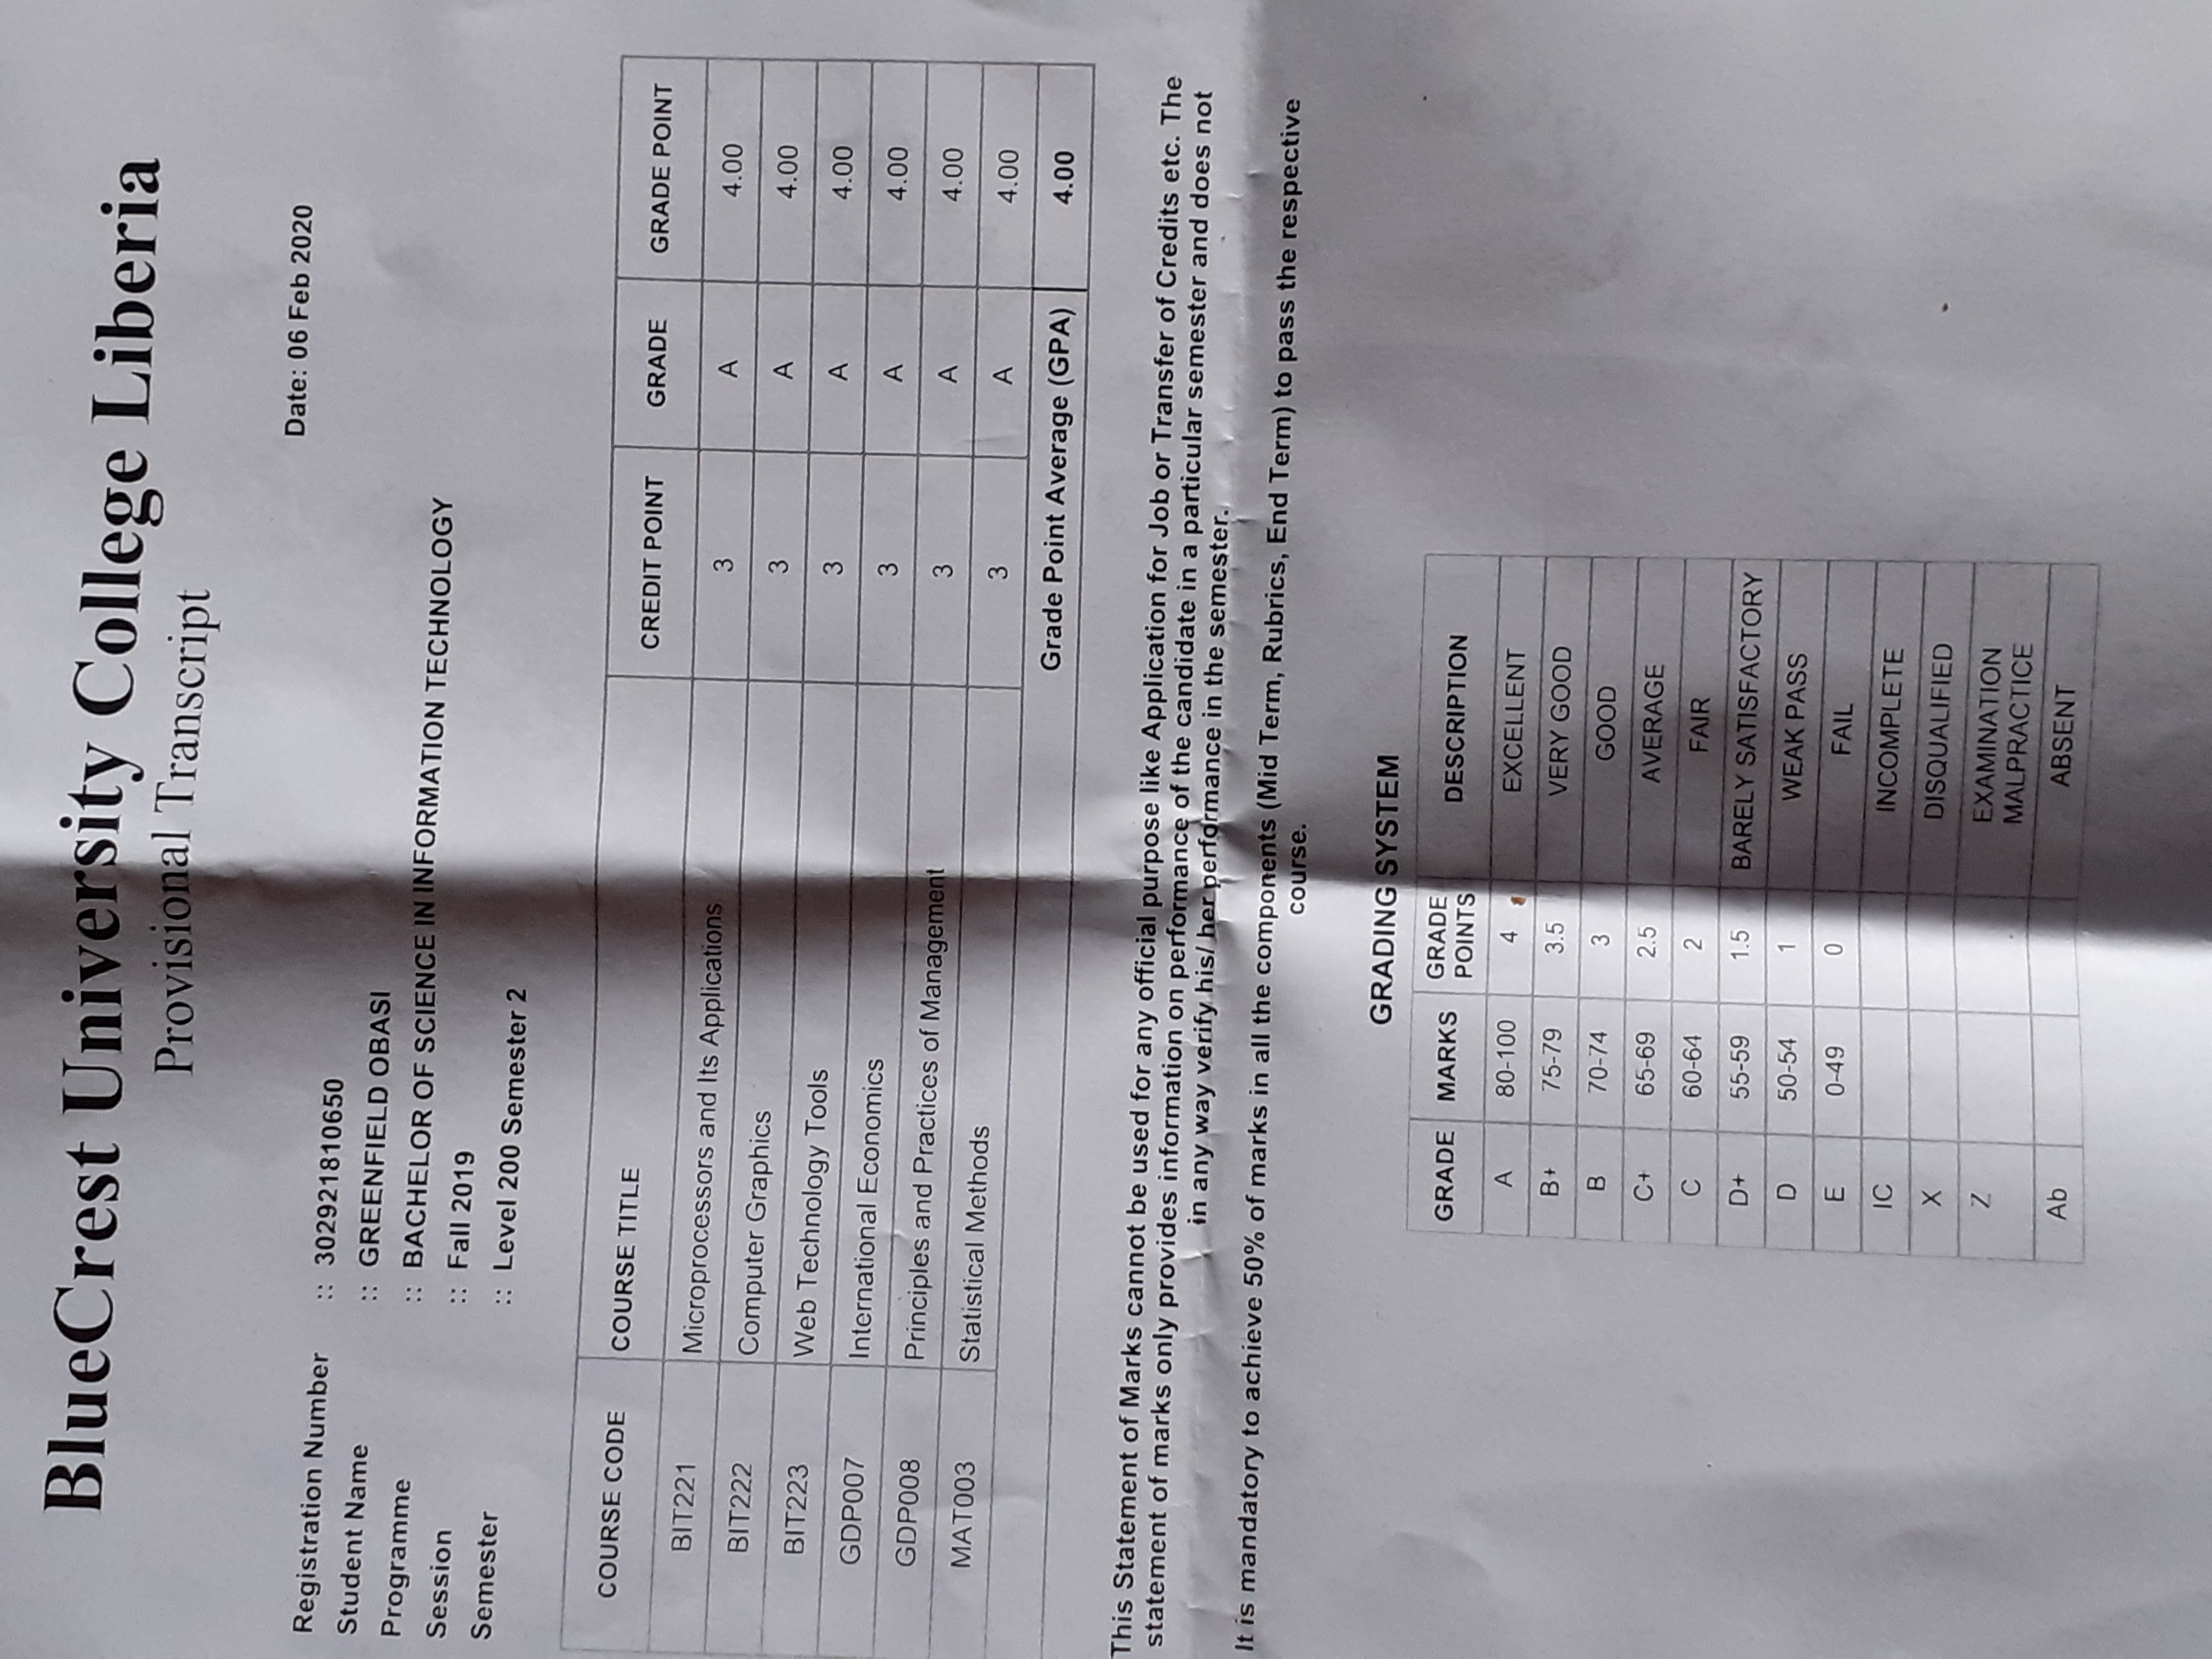 BlueCrest University College Liberia
Provisional Transcript
Date: 06 Feb 2020
Registration Number :: 302921810650
Student Name :: GREENFIELD OBASI
Programme :: BACHELOR OF SCIENCE IN INFORMATION TECHNOLOGY
Session :: Fall 2019
Semester :: Level 200 Semester 2
COURSE CODE COURSE TITLE CREDIT POINT GRADE GRADE POINT
BIT221 Microprocessors and Its Applications 3 A 4.00
BIT222 Computer Graphics 3 A 4.00
BIT223 Web Technology Tools 3 A 4.00
GDP007 International Economics 3 A 4.00
GDP008 Principles and Practices of Management 3 A 4.00
MAT003 Statistical Methods 3 A 4.00
Grade Point Average (GPA) 4.00
This Statement of Marks cannot be used for any official purpose like Application for Job or Transfer of Credits etc. The
statement of marks only provides information on performance of the candidate in a particular semester and does not
in any way verify his/ her performance in the semester.
It is mandatory to achieve 50% of marks in all the components (Mid Term, Rubrics, End Term) to pass the respective
course.
GRADING SYSTEM
GRADE MARKS GRADE POINTS DESCRIPTION
A 80-100 4 EXCELLENT
B+ 75-79 3.5 VERY GOOD
B 70-74 3 GOOD
C+ 65-69 2.5 AVERAGE
C 60-64 2 FAIR
D+ 55-59 1.5 BARELY SATISFACTORY
D 50-54 1 WEAK PASS
E 0-49 0 FAIL
IC INCOMPLETE
X DISQUALIFIED
Z EXAMINATION MALPRACTICE
Ab ABSENT